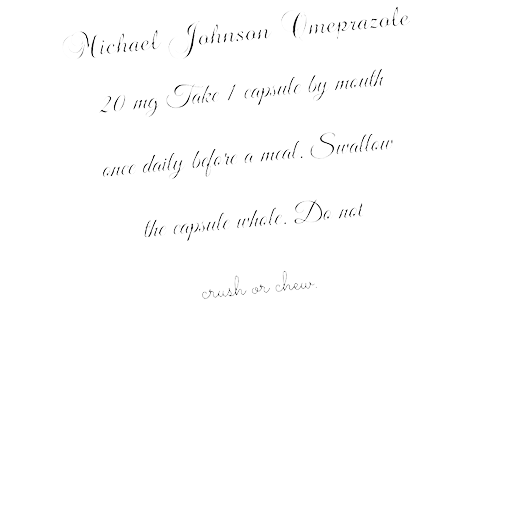 Michael Johnson Omeprazole
20 mg Take 1 capsule by mouth
once daily before a meal. Swallow
the capsule whole. Do not
crush or chew.